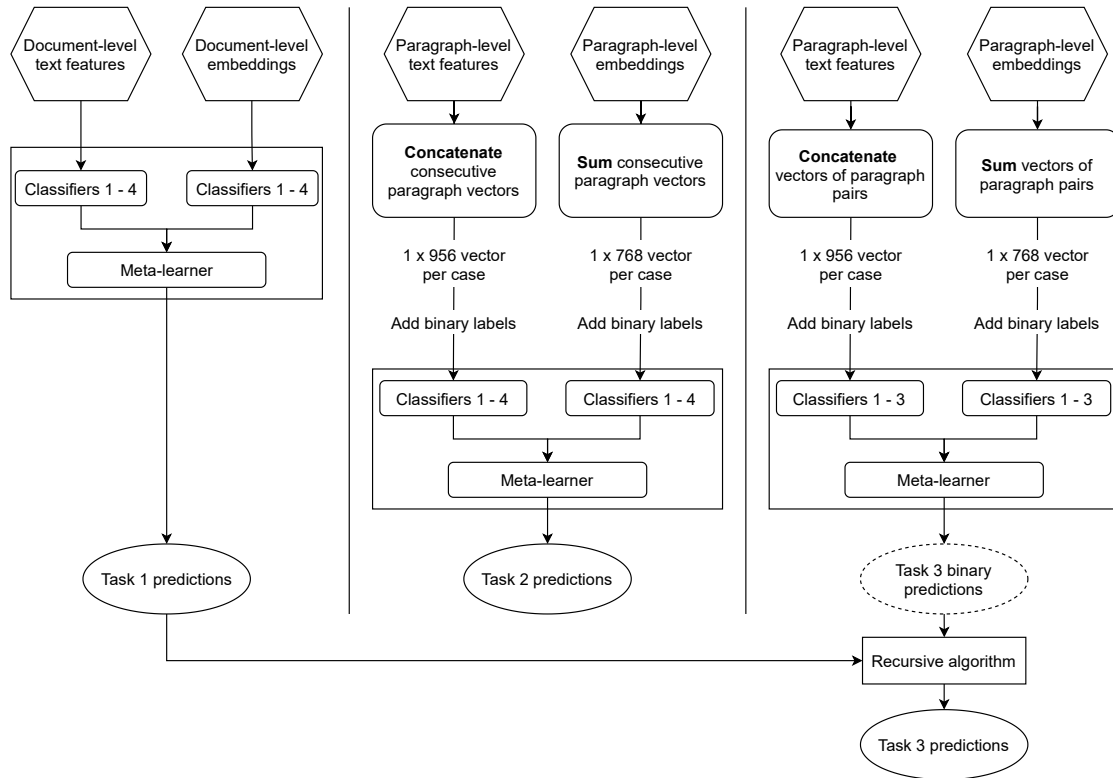 Document-level
text features
Document-level
embeddings
Classifiers 1 - 4
Classifiers 1 - 4
Meta-learner
Task 1 predictions
Paragraph-level
text features
Paragraph-level
embeddings
Concatenate
consecutive
paragraph vectors
Sum consecutive
paragraph vectors
1 x 956 vector
per case
1 x 768 vector
per case
Add binary labels
Add binary labels
Classifiers 1 - 4
Classifiers 1 - 4
Meta-learner
Task 2 predictions
Paragraph-level
text features
Paragraph-level
embeddings
Concatenate
vectors of paragraph
pairs
Sum vectors of
paragraph pairs
1 x 956 vector
per case
1 x 768 vector
per case
Add binary labels
Add binary labels
Classifiers 1 - 3
Classifiers 1 - 3
Meta-learner
Task 3 binary
predictions
Recursive algorithm
Task 3 predictions